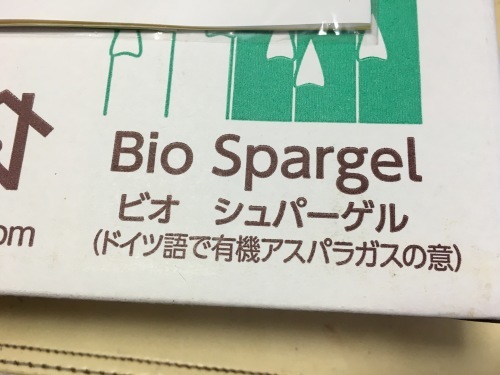 Bio Spargel
ビオ シュパーゲル
(ドイツ語で有機アスパラガスの意)
om